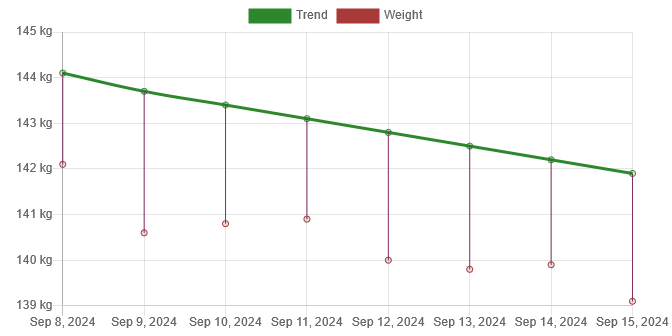 Trend Weight
145 kg
144 kg
143 kg
142 kg
141 kg
140 kg
139 kg
Sep 8, 2024 Sep 9, 2024 Sep 10, 2024 Sep 11, 2024 Sep 12, 2024 Sep 13, 2024 Sep 14, 2024 Sep 15, 2024